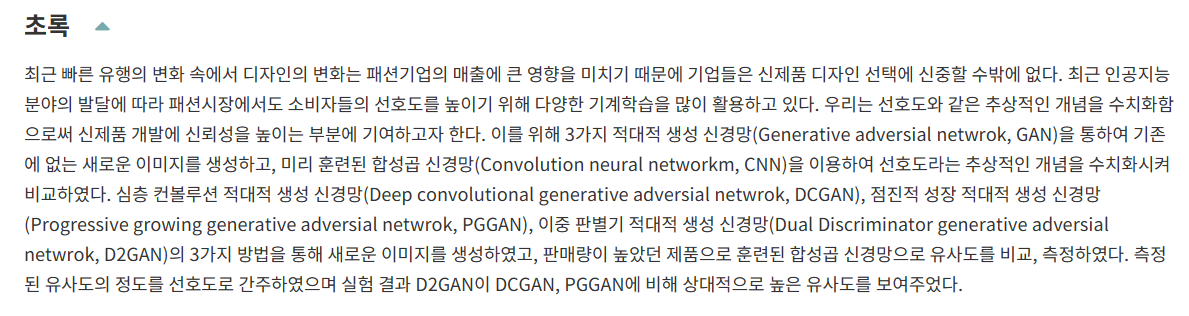 초록
최근 빠른 유행의 변화 속에서 디자인의 변화는 패션기업의 매출에 큰 영향을 미치기 때문에 기업들은 신제품 디자인 선택에 신중할 수밖에 없다. 최근 인공지능
분야의 발달에 따라 패션시장에서도 소비자들의 선호도를 높이기 위해 다양한 기계학습을 많이 활용하고 있다. 우리는 선호도와 같은 추상적인 개념을 수치화함
으로써 신제품 개발에 신뢰성을 높이는 부분에 기여하고자 한다. 이를 위해 3가지 적대적 생성 신경망(Generative adversial netwrok, GAN)을 통하여 기존
에 없는 새로운 이미지를 생성하고, 미리 훈련된 합성곱 신경망(Convolution neural networkm, CNN)을 이용하여 선호도라는 추상적인 개념을 수치화시켜
비교하였다. 심층 컨볼루션 적대적 생성 신경망(Deep convolutional generative adversial netwrok, DCGAN), 점진적 성장 적대적 생성 신경망
(Progressive growing generative adversial netwrok, PGGAN), 이중 판별기 적대적 생성 신경망(Dual Discriminator generative adversial
netwrok, D2GAN)의 3가지 방법을 통해 새로운 이미지를 생성하였고, 판매량이 높았던 제품으로 훈련된 합성곱 신경망으로 유사도를 비교, 측정하였다. 측정
된 유사도의 정도를 선호도로 간주하였으며 실험 결과 D2GAN이 DCGAN, PGGAN에 비해 상대적으로 높은 유사도를 보여주었다.